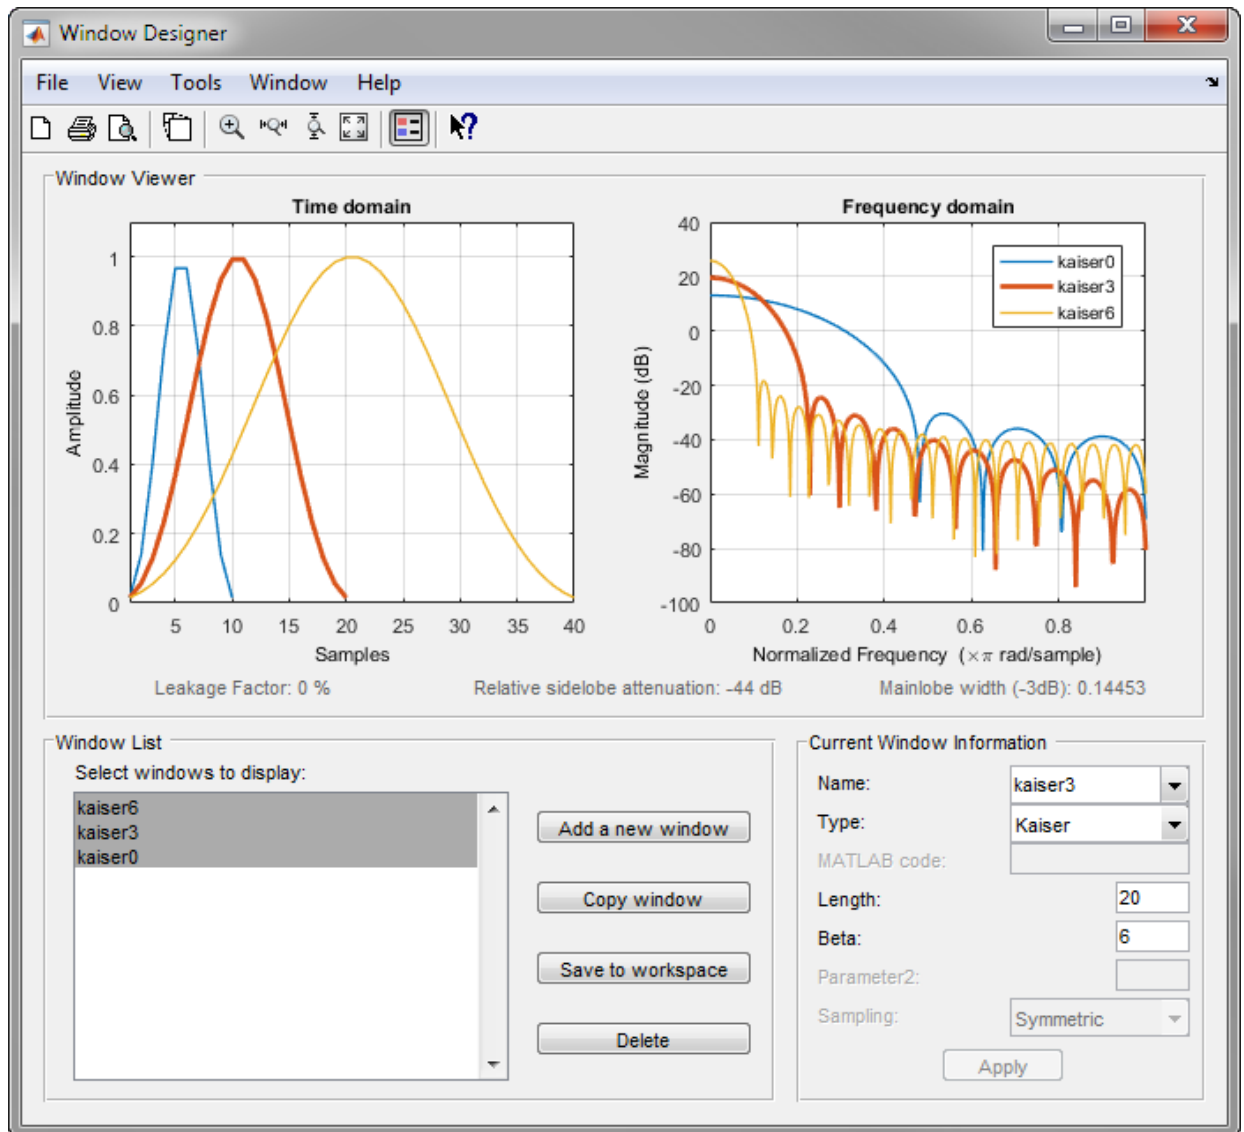 Window Designer
File View Tools Window Help
Window Viewer
Time domain
1
0.8
0.6
0.4
0.2
0
Amplitude
5 10 15 20 25 30 35 40
Samples
Frequency domain
kaiser0
kaiser3
kaiser6
40
20
0
-20
-40
-60
-80
-100
Magnitude (dB)
0 0.2 0.4 0.6 0.8
Normalized Frequency (×π rad/sample)
Leakage Factor: 0 % Relative sidelobe attenuation: -44 dB Mainlobe width (-3dB): 0.14453
Window List
Select windows to display:
kaiser6
kaiser3
kaiser0
Add a new window
Copy window
Save to workspace
Delete
Current Window Information
Name: kaiser3
Type: Kaiser
MATLAB code:
Length: 20
Beta: 6
Parameter2:
Sampling: Symmetric
Apply